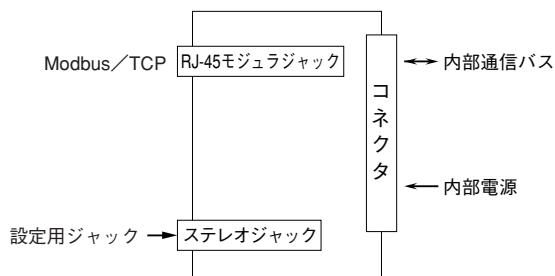 Modbus／TCP
RJ-45モジュラジャック
コネクタ
内部通信バス
内部電源
設定用ジャック
ステレオジャック